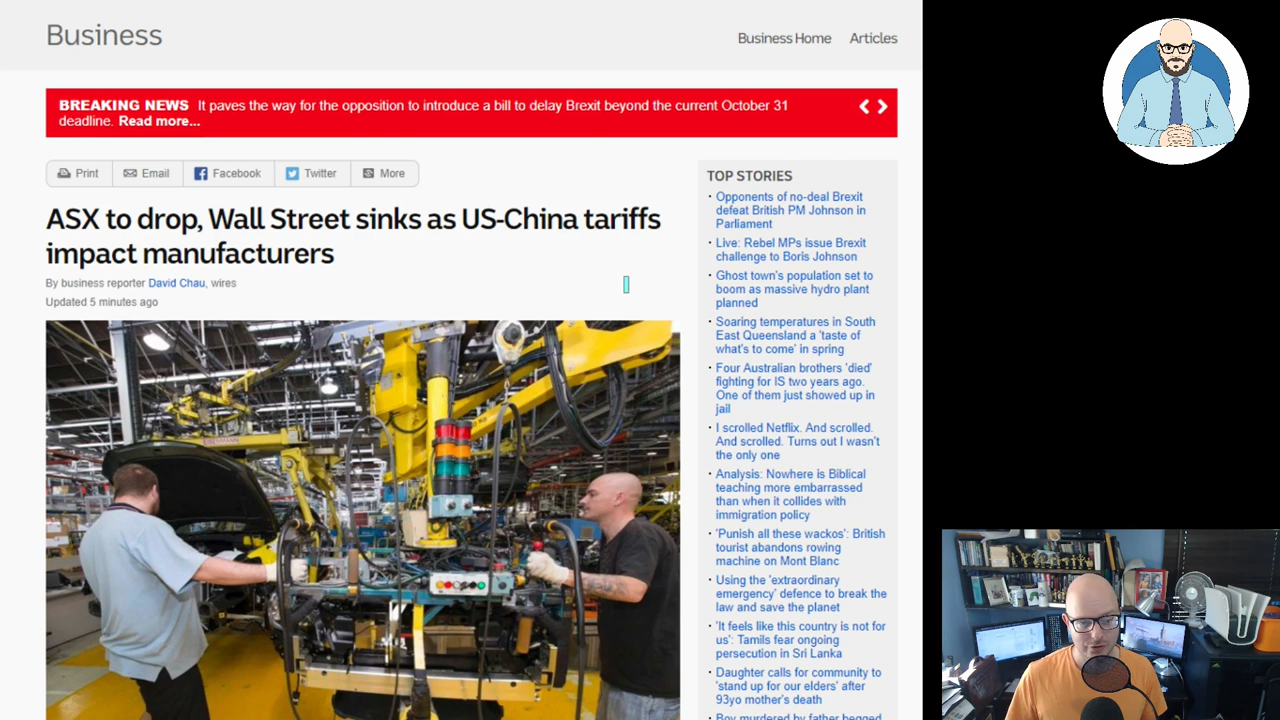 Business
Business Home Articles
BREAKING NEWS It paves the way for the opposition to introduce a bill to delay Brexit beyond the current October 31
deadline. Read more...
Print Email Facebook Twitter More
ASX to drop, Wall Street sinks as US-China tariffs
impact manufacturers
By business reporter David Chau, wires
Updated 5 minutes ago
TOP STORIES
Opponents of no-deal Brexit
defeat British PM Johnson in
Parliament
Live: Rebel MPs issue Brexit
challenge to Boris Johnson
Ghost town's population set to
boom as massive hydro plant
planned
Soaring temperatures in South
East Queensland a 'taste of
what's to come' in spring
Four Australian brothers 'died'
fighting for IS two years ago.
One of them just showed up in
jail
I scrolled Netflix. And scrolled.
And scrolled. Turns out I wasn't
the only one
Analysis: Nowhere is Biblical
teaching more embarrassed
than when it collides with
immigration policy
'Punish all these wackos': British
tourist abandons rowing
machine on Mont Blanc
Using the 'extraordinary
emergency' defence to break the
law and save the planet
'It feels like this country is not for
us': Tamils fear ongoing
persecution in Sri Lanka
Daughter calls for community to
'stand up for our elders' after
93yo mother's death
Boy murdered by father begged